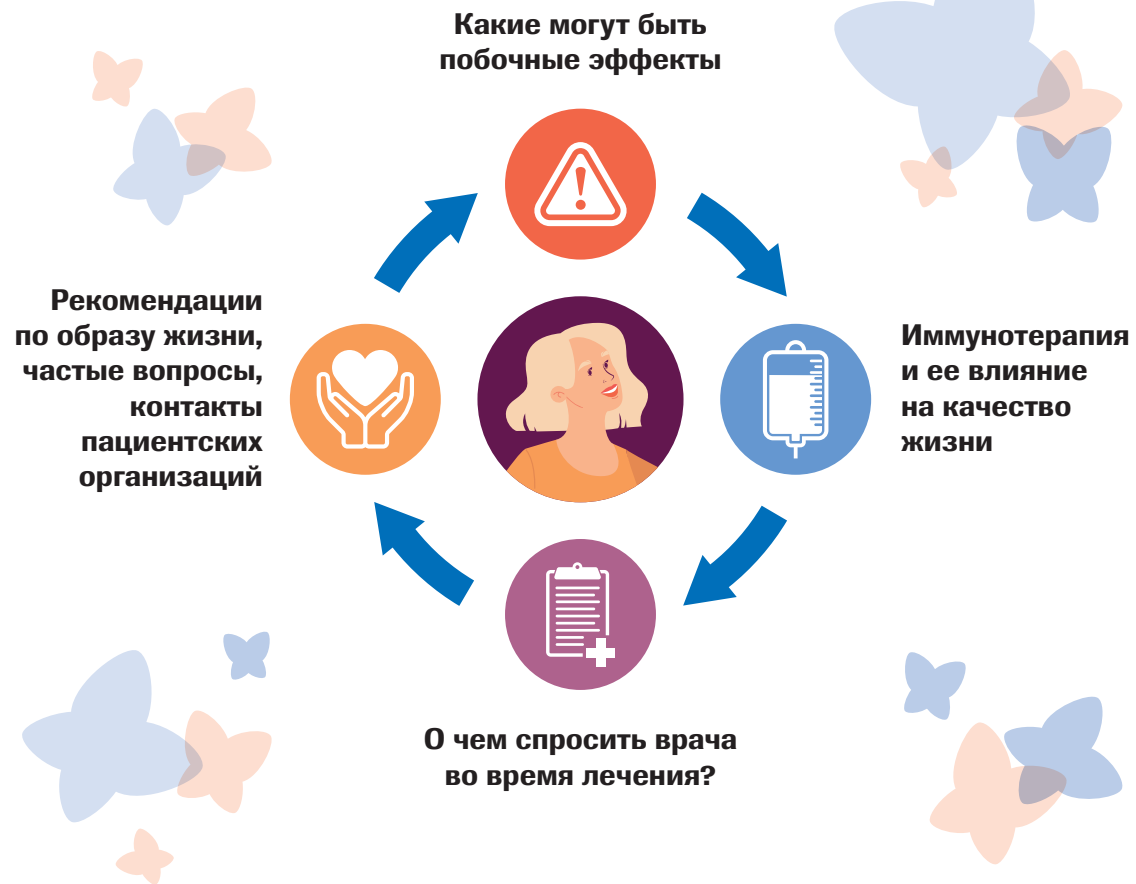 Какие могут быть
побочные эффекты
Иммунотерапия
и ее влияние
на качество
жизни
О чем спросить врача
во время лечения?
Рекомендации
по образу жизни,
частые вопросы,
контакты
пациентских
организаций